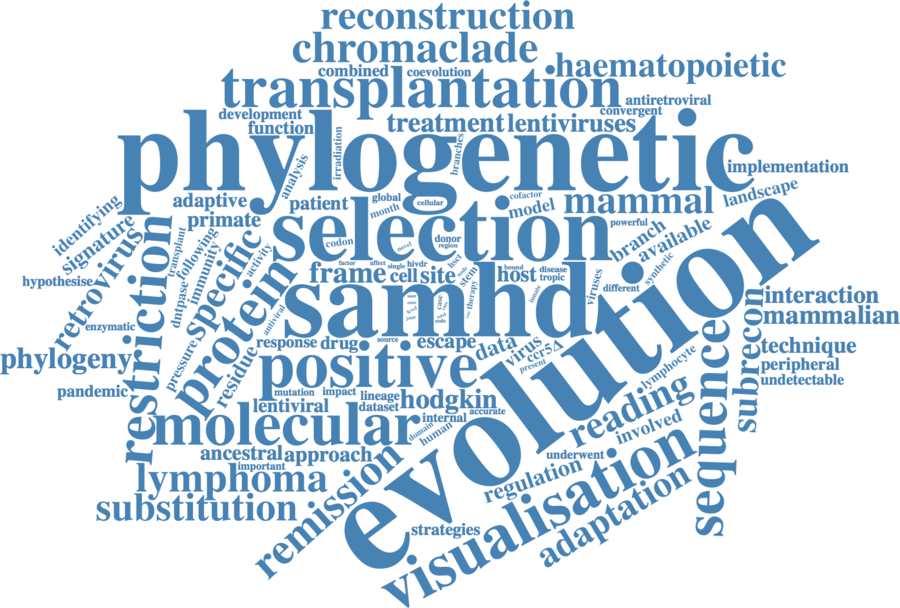 reconstruction
chromaclade
combined
coevolution
haematopoietic
transplantation
antiretroviral
convergent
development
function
treatment
lentiviruses
phylogenetic
irradiation
branches
analysis
implementation
landscape
adaptive
patient
global
month
cellular
cofactor
model
mammal
identifying
signature
primate
selection
codon
novel
donor
region
powerful
branch
available
retrovirus
hypothesise
restriction
transplant
following
dntpase
immunity
specific
activity
protein
frame
factor
affect
single
hivdr
cell
site
hsct
stem
therapy
host
bound
disease
tropic
innate
viruses
different
synthetic
evolution
samhd
antiviral
case
level
enzymatic
interaction
mammalian
phylogeny
pandemic
pressure
residue
response
drug
source
escape
data
virus
ccr5Δ
present
technique
peripheral
undetectable
sequence
subrecon
lymphocyte
positive
mutation
impact
lineage
dataset
hodgkin
lentiviral
internal
accurate
reading
involved
molecular
domain
human
ancestral
approach
important
lymphoma
substitution
remission
underwent
regulation
visualisation
adaptation
strategies